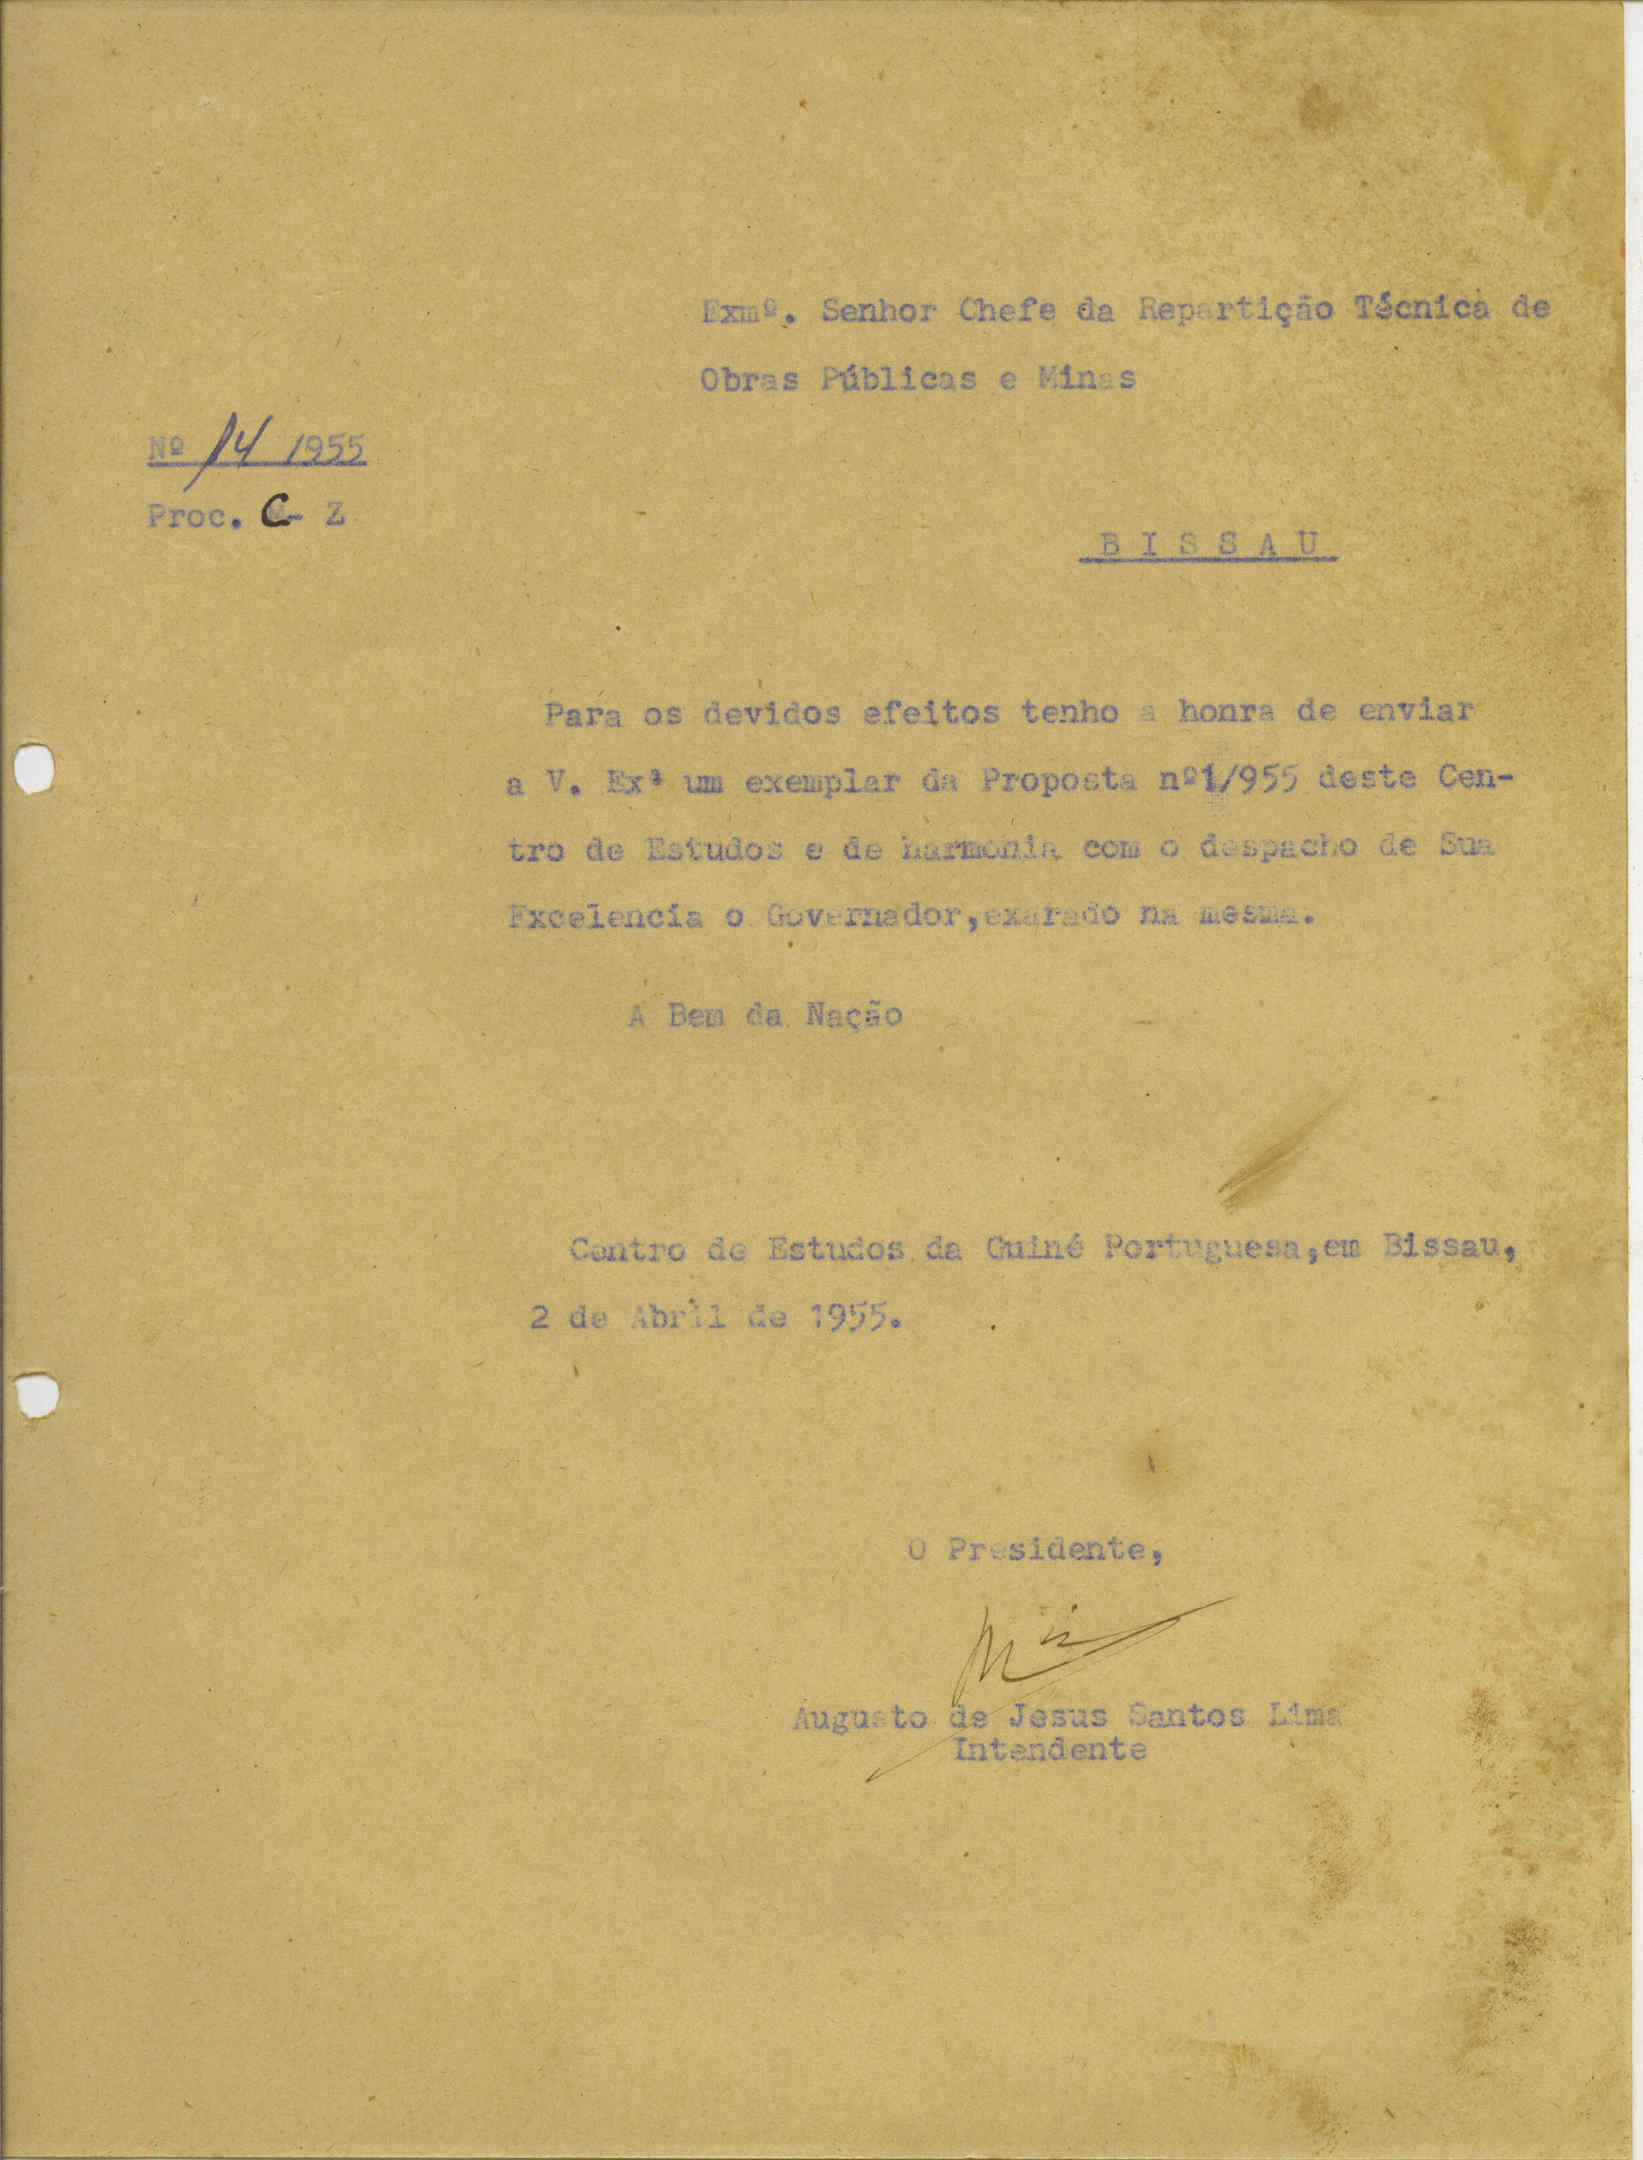 Exmº. Senhor Chefe da Repartição Técnica de
Obras Públicas e Minas
Nº 14 /1955
Proc. C- Z
B I S S A U
Para os devidos efeitos tenho a honra de enviar
a V. Exª um exemplar da Proposta nº1/955 deste Cen-
tro de Estudos e de harmonia com o despacho de Sua
Excelencia o Governador,exarado na mesma.
A Bem da Nação
Centro de Estudos da Guiné Portuguesa,em Bissau,
2 de Abril de 1955.
O Presidente,
Augusto de Jesus Santos Lima
Intendente